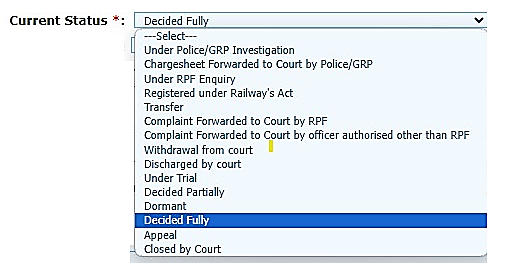 Current Status *: Decided Fully
---Select---
Under Police/GRP Investigation
Chargesheet Forwarded to Court by Police/GRP
Under RPF Enquiry
Registered under Railway's Act
Transfer
Complaint Forwarded to Court by RPF
Complaint Forwarded to Court by officer authorised other than RPF
Withdrawal from court
Discharged by court
Under Trial
Decided Partially
Dormant
Decided Fully
Appeal
Closed by Court